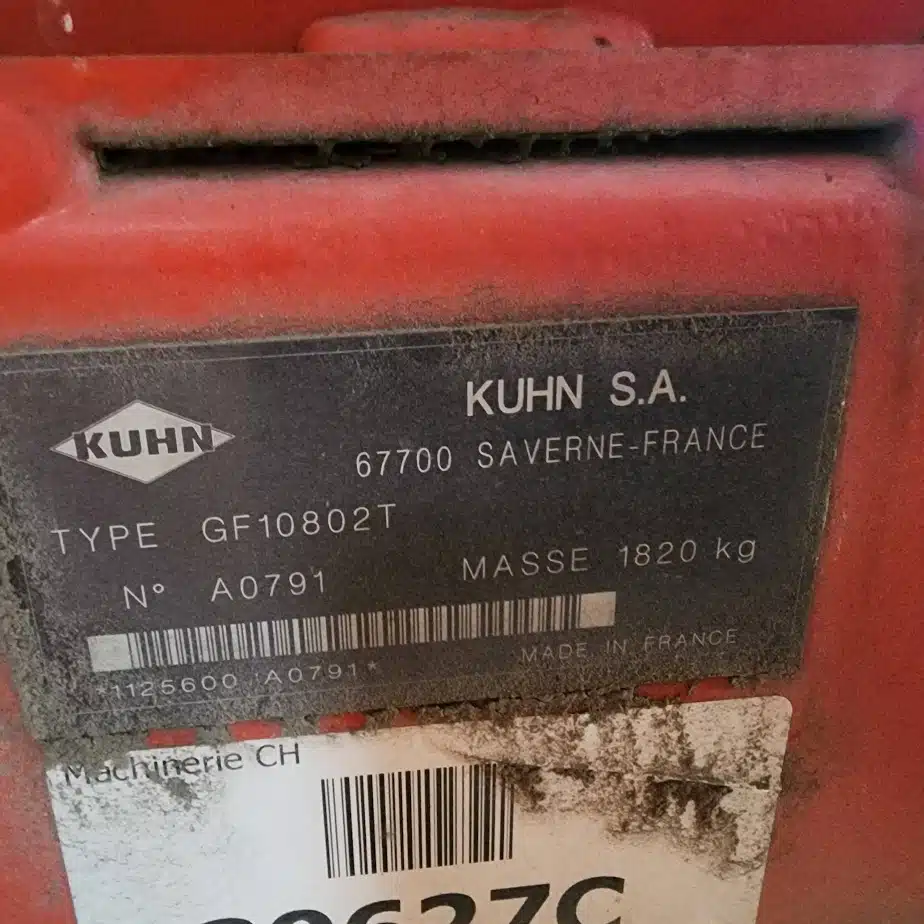 KUHN S.A.
KUHN
67700 SAVERNE-FRANCE
TYPE GF10802T
N° A0791 MASSE 1820 kg
*1125600 A0791*
MADE IN FRANCE
Machinerie CH